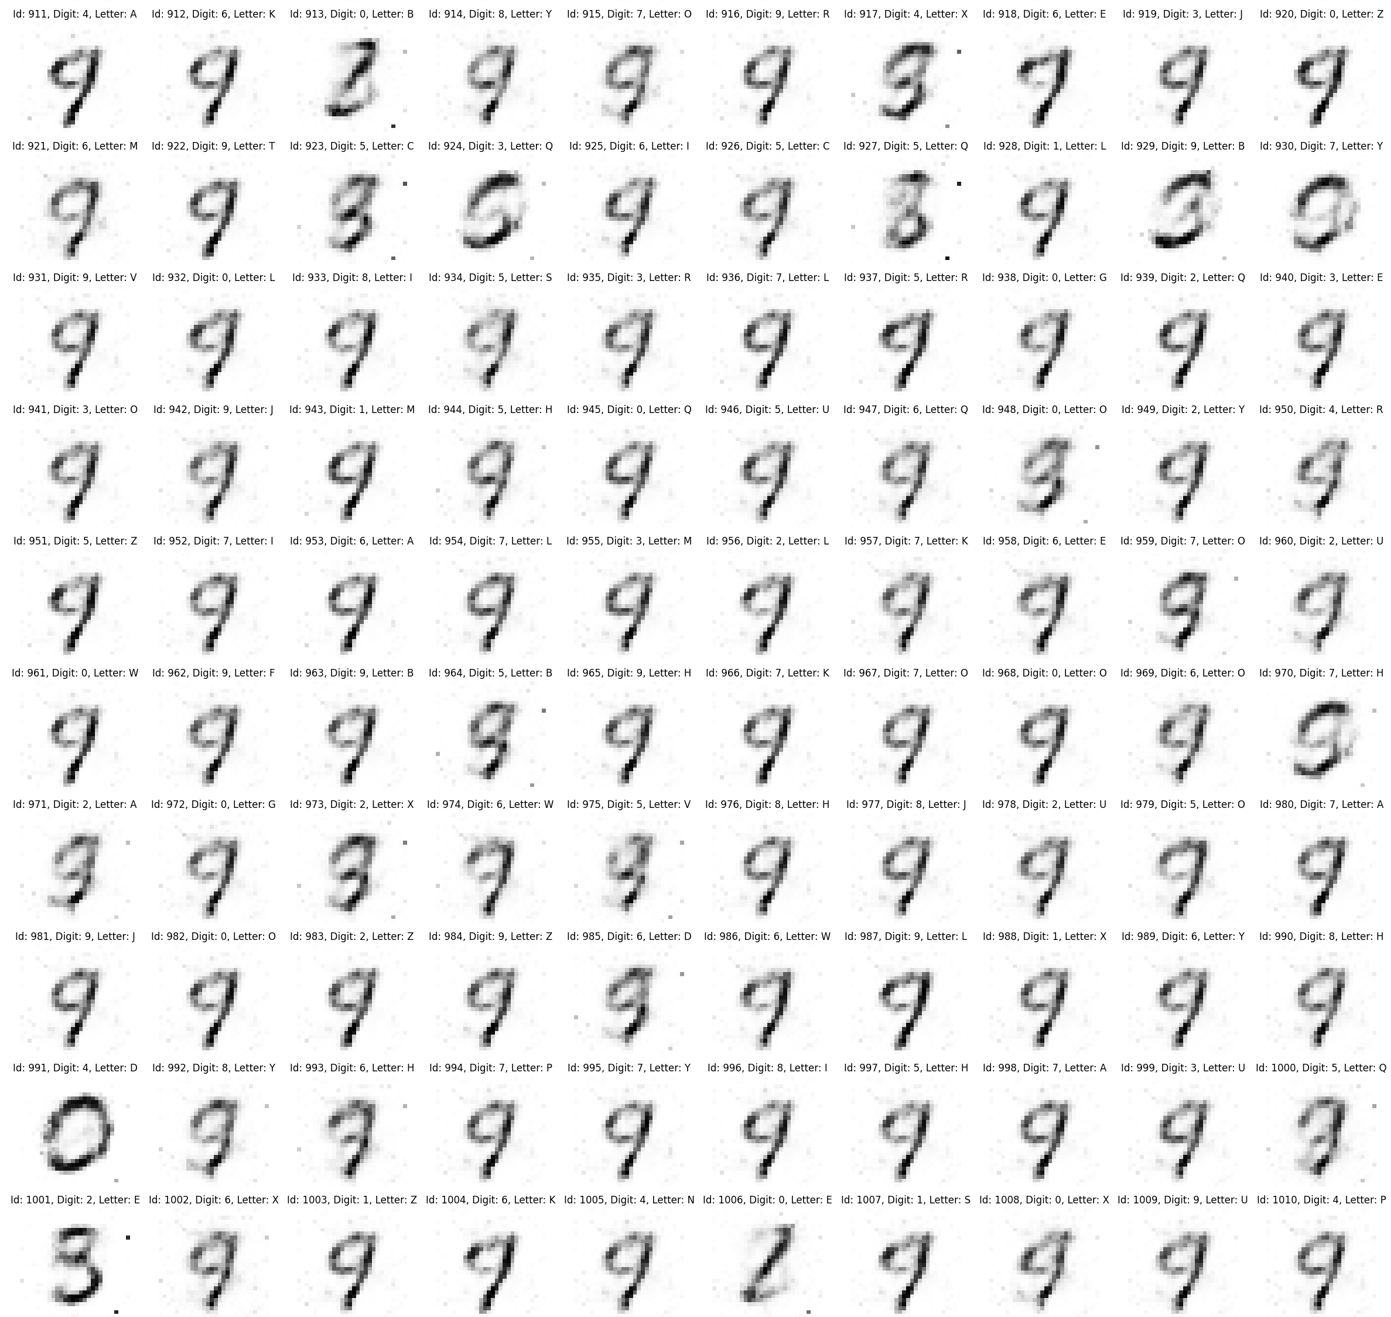 Id: 911, Digit: 4, Letter: A Id: 912, Digit: 6, Letter: K Id: 913, Digit: 0, Letter: B Id: 914, Digit: 8, Letter: Y Id: 915, Digit: 7, Letter: O Id: 916, Digit: 9, Letter: R Id: 917, Digit: 4, Letter: X Id: 918, Digit: 6, Letter: E Id: 919, Digit: 3, Letter: J Id: 920, Digit: 0, Letter: Z
Id: 921, Digit: 6, Letter: M Id: 922, Digit: 9, Letter: T Id: 923, Digit: 5, Letter: C Id: 924, Digit: 3, Letter: Q Id: 925, Digit: 6, Letter: I Id: 926, Digit: 5, Letter: C Id: 927, Digit: 5, Letter: Q Id: 928, Digit: 1, Letter: L Id: 929, Digit: 9, Letter: B Id: 930, Digit: 7, Letter: Y
Id: 931, Digit: 9, Letter: V Id: 932, Digit: 0, Letter: L Id: 933, Digit: 8, Letter: I Id: 934, Digit: 5, Letter: S Id: 935, Digit: 3, Letter: R Id: 936, Digit: 7, Letter: L Id: 937, Digit: 5, Letter: R Id: 938, Digit: 0, Letter: G Id: 939, Digit: 2, Letter: Q Id: 940, Digit: 3, Letter: E
Id: 941, Digit: 3, Letter: O Id: 942, Digit: 9, Letter: J Id: 943, Digit: 1, Letter: M Id: 944, Digit: 5, Letter: H Id: 945, Digit: 0, Letter: Q Id: 946, Digit: 5, Letter: U Id: 947, Digit: 6, Letter: Q Id: 948, Digit: 0, Letter: O Id: 949, Digit: 2, Letter: Y Id: 950, Digit: 4, Letter: R
Id: 951, Digit: 5, Letter: Z Id: 952, Digit: 7, Letter: I Id: 953, Digit: 6, Letter: A Id: 954, Digit: 7, Letter: L Id: 955, Digit: 3, Letter: M Id: 956, Digit: 2, Letter: L Id: 957, Digit: 7, Letter: K Id: 958, Digit: 6, Letter: E Id: 959, Digit: 7, Letter: O Id: 960, Digit: 2, Letter: U
Id: 961, Digit: 0, Letter: W Id: 962, Digit: 9, Letter: F Id: 963, Digit: 9, Letter: B Id: 964, Digit: 5, Letter: B Id: 965, Digit: 9, Letter: H Id: 966, Digit: 7, Letter: K Id: 967, Digit: 7, Letter: O Id: 968, Digit: 0, Letter: O Id: 969, Digit: 6, Letter: O Id: 970, Digit: 7, Letter: H
Id: 971, Digit: 2, Letter: A Id: 972, Digit: 0, Letter: G Id: 973, Digit: 2, Letter: X Id: 974, Digit: 6, Letter: W Id: 975, Digit: 5, Letter: V Id: 976, Digit: 8, Letter: H Id: 977, Digit: 8, Letter: J Id: 978, Digit: 2, Letter: U Id: 979, Digit: 5, Letter: O Id: 980, Digit: 7, Letter: A
Id: 981, Digit: 9, Letter: J Id: 982, Digit: 0, Letter: O Id: 983, Digit: 2, Letter: Z Id: 984, Digit: 9, Letter: Z Id: 985, Digit: 6, Letter: D Id: 986, Digit: 6, Letter: W Id: 987, Digit: 9, Letter: L Id: 988, Digit: 1, Letter: X Id: 989, Digit: 6, Letter: Y Id: 990, Digit: 8, Letter: H
Id: 991, Digit: 4, Letter: D Id: 992, Digit: 8, Letter: Y Id: 993, Digit: 6, Letter: H Id: 994, Digit: 7, Letter: P Id: 995, Digit: 7, Letter: Y Id: 996, Digit: 8, Letter: I Id: 997, Digit: 5, Letter: H Id: 998, Digit: 7, Letter: A Id: 999, Digit: 3, Letter: U Id: 1000, Digit: 5, Letter: Q
Id: 1001, Digit: 2, Letter: E Id: 1002, Digit: 6, Letter: X Id: 1003, Digit: 1, Letter: Z Id: 1004, Digit: 6, Letter: K Id: 1005, Digit: 4, Letter: N Id: 1006, Digit: 0, Letter: E Id: 1007, Digit: 1, Letter: S Id: 1008, Digit: 0, Letter: X Id: 1009, Digit: 9, Letter: U Id: 1010, Digit: 4, Letter: P